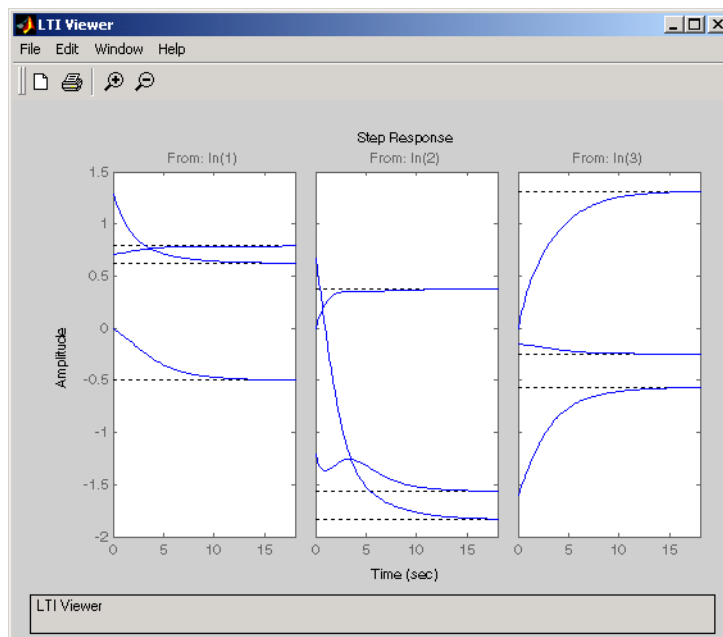 LTI Viewer
File Edit Window Help
Step Response
From: In(1) From: In(2) From: In(3)
1.5
1
0.5
0
-0.5
-1
-1.5
-2
Amplitude
0 5 10 15 0 5 10 15 0 5 10 15
Time (sec)
LTI Viewer